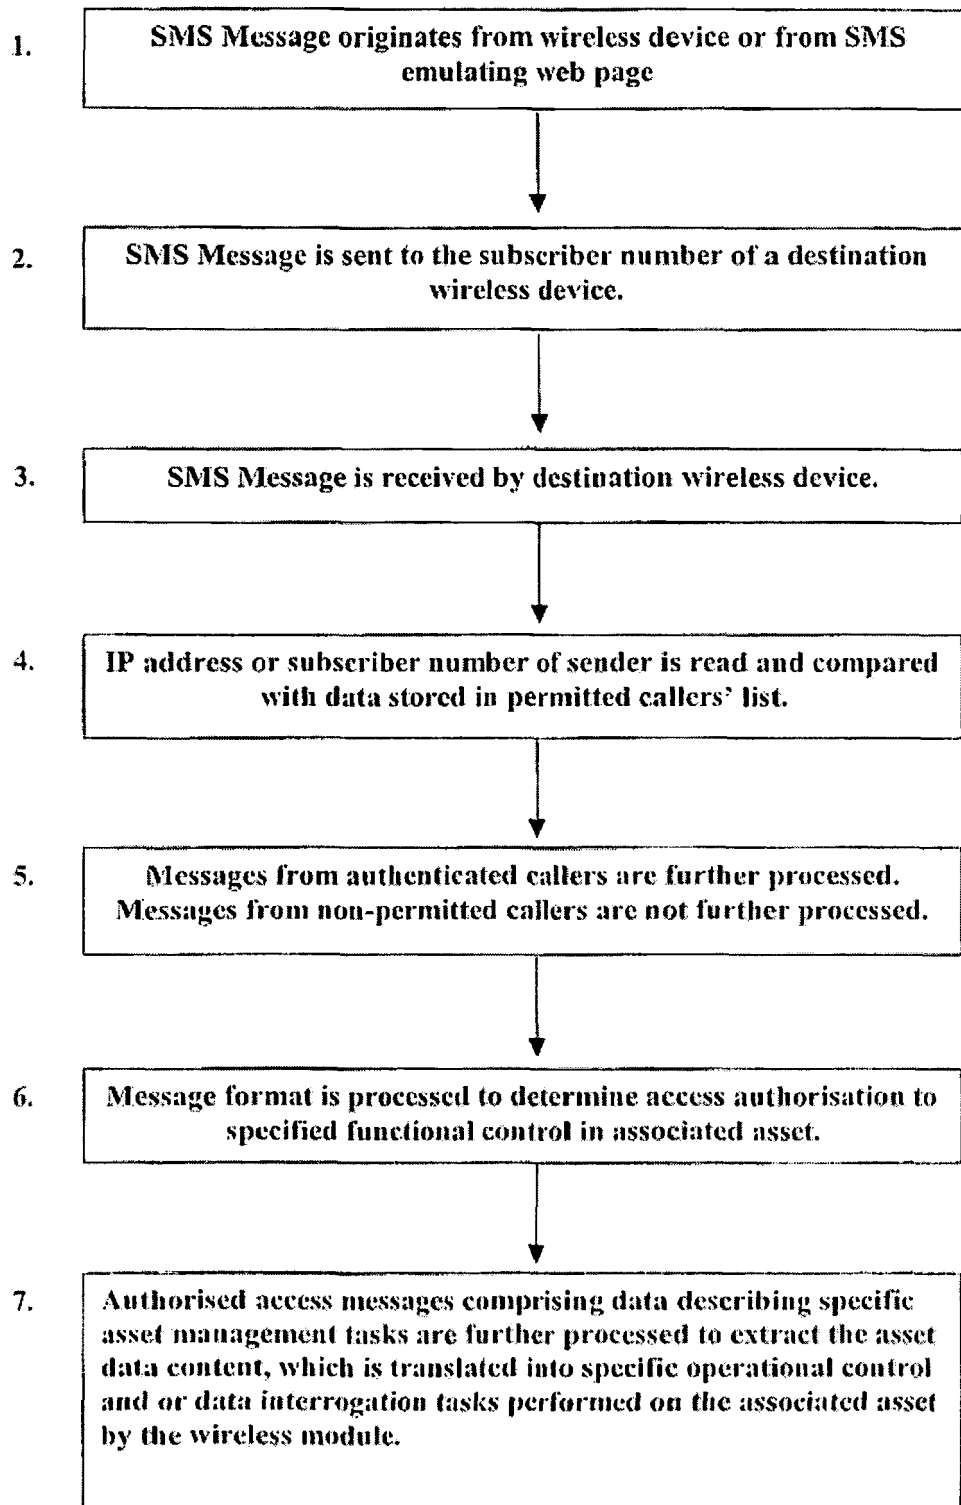 1.
SMS Message originates from wireless device or from SMS
emulating web page
2.
SMS Message is sent to the subscriber number of a destination
wireless device.
3.
SMS Message is received by destination wireless device.
4.
IP address or subscriber number of sender is read and compared
with data stored in permitted callers' list.
5.
Messages from authenticated callers are further processed.
Messages from non-permitted callers are not further processed.
6.
Message format is processed to determine access authorisation to
specified functional control in associated asset.
7.
Authorised access messages comprising data describing specific
asset management tasks are further processed to extract the asset
data content, which is translated into specific operational control
and or data interrogation tasks performed on the associated asset
by the wireless module.